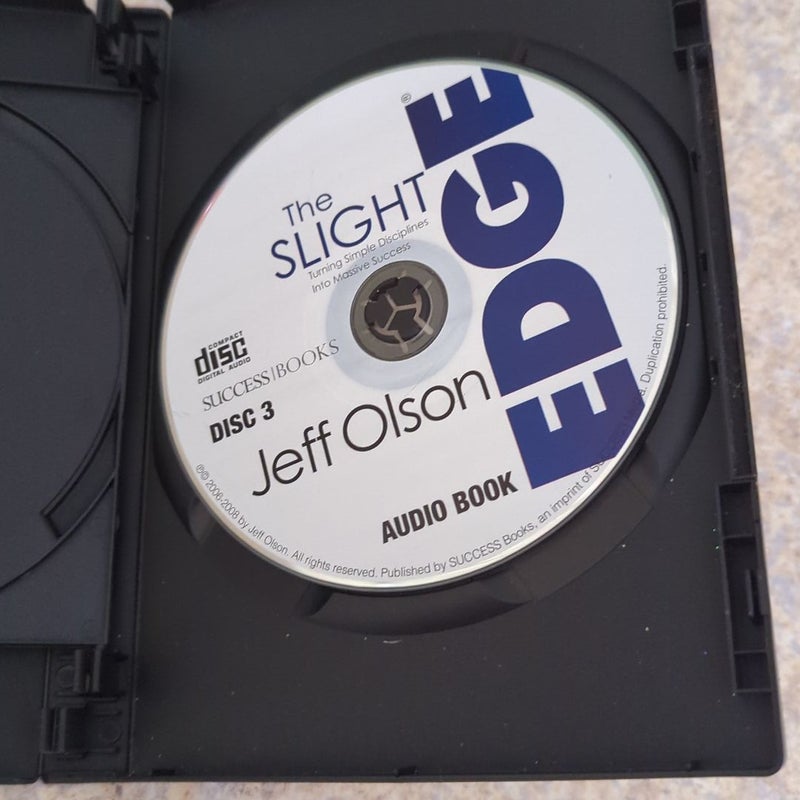 The
SLIGHT
EDGE
®
Turning Simple Disciplines
Into Massive Success
COMPACT
disc
DIGITAL AUDIO
SUCCESS|BOOKS
DISC 3
Jeff Olson
AUDIO BOOK
©℗ 2006-2008 by Jeff Olson. All rights reserved. Published by SUCCESS Books, an imprint of SUCCESS Media. Duplication prohibited.